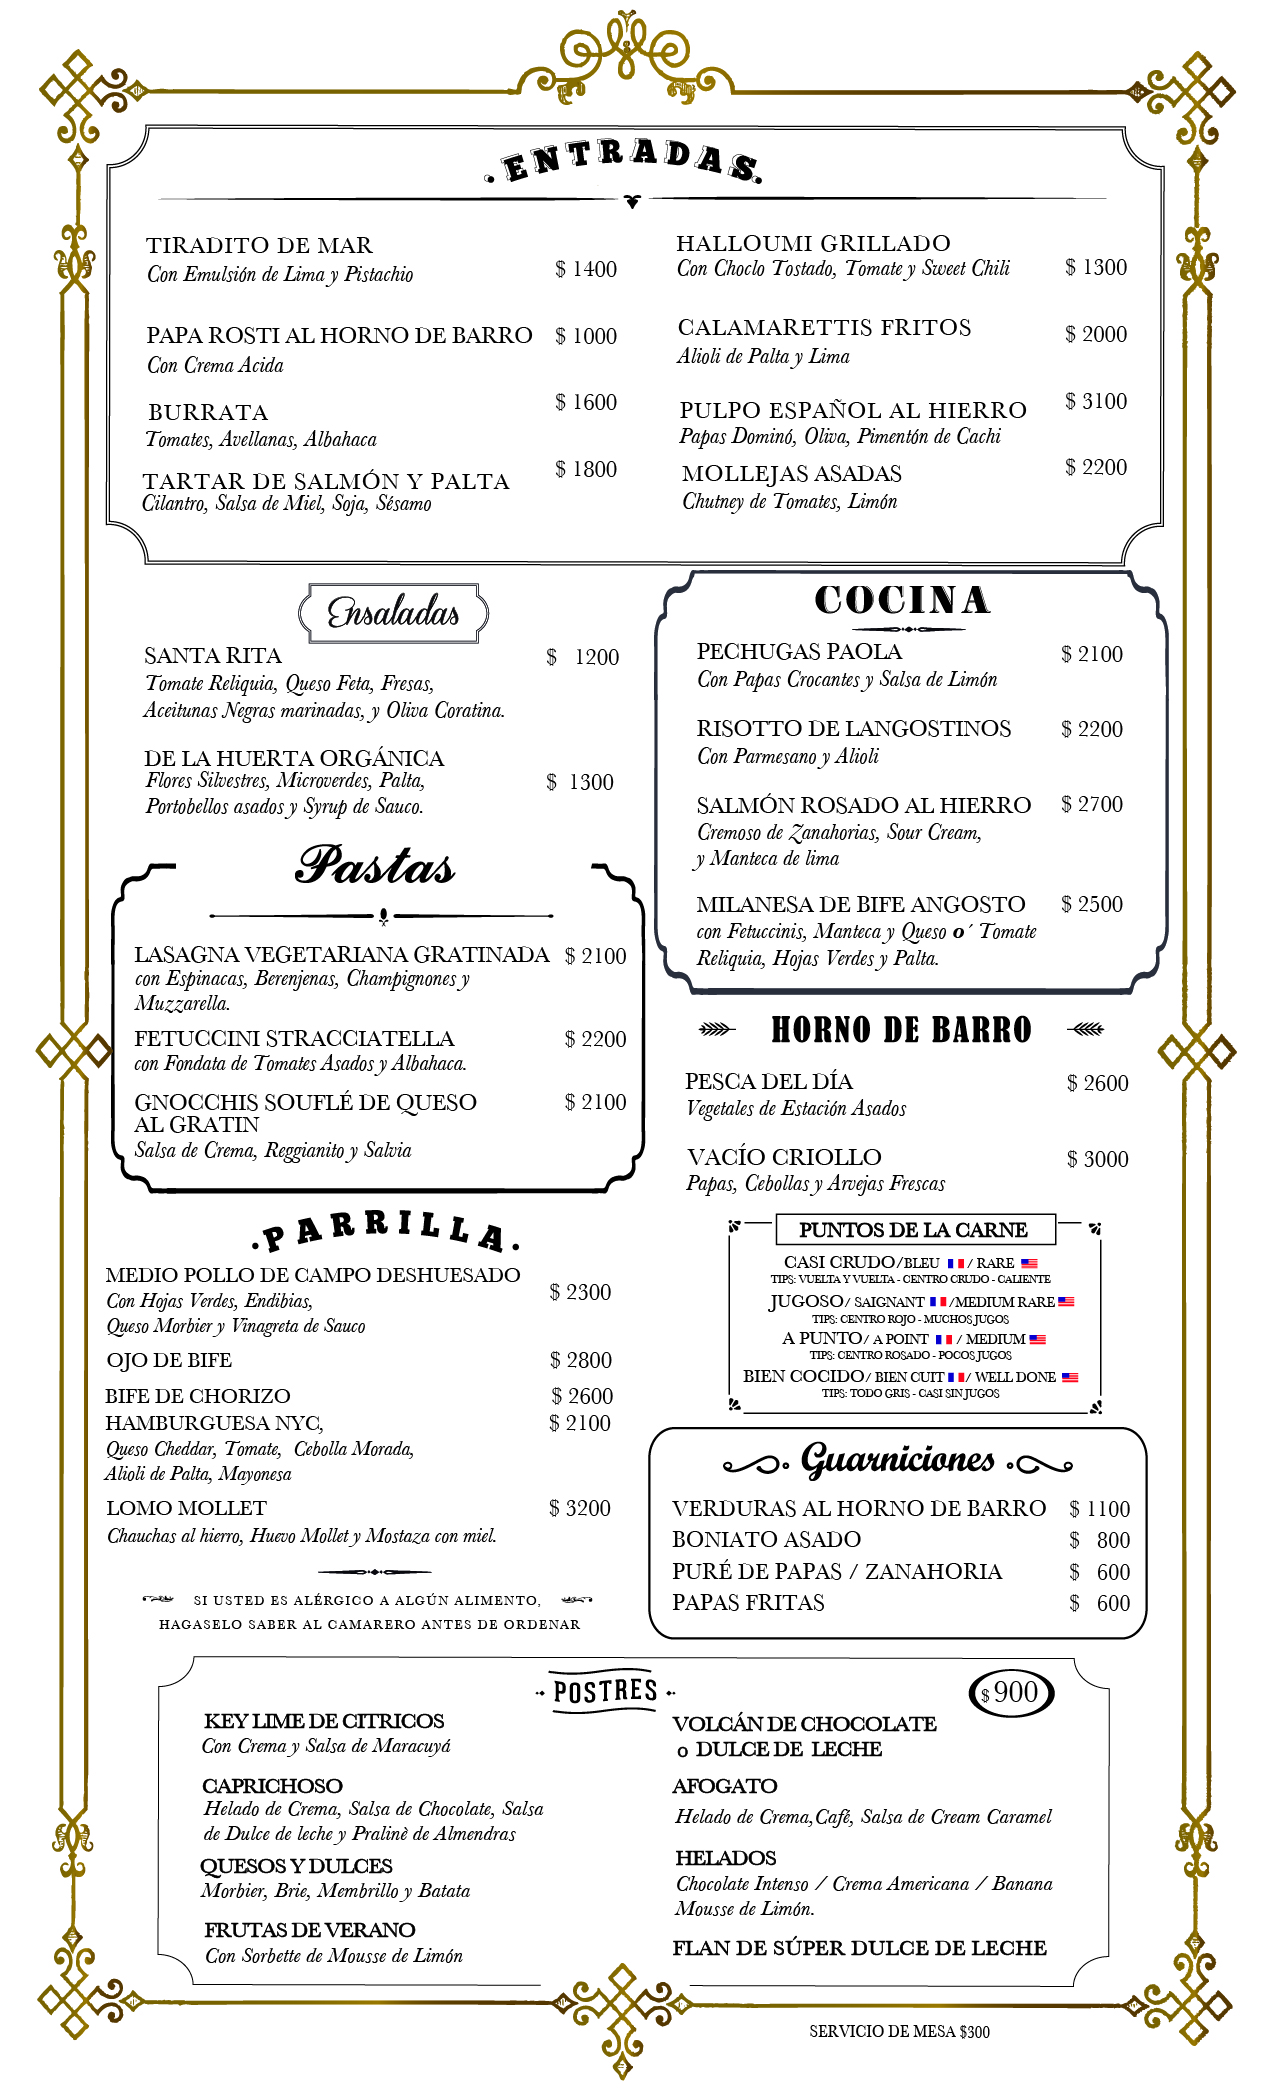 ENTRADAS
TIRADITO DE MAR
Con Emulsión de Lima y Pistachio
$ 1400
PAPA ROSTI AL HORNO DE BARRO $ 1000
Con Crema Acida
BURRATA $ 1600
Tomates, Avellanas, Albahaca
TARTAR DE SALMÓN Y PALTA $ 1800
Cilantro, Salsa de Miel, Soja, Sésamo
HALLOUMI GRILLADO
Con Choclo Tostado, Tomate y Sweet Chili $ 1300
CALAMARETTIS FRITOS $ 2000
Alioli de Palta y Lima
PULPO ESPAÑOL AL HIERRO $ 3100
Papas Dominó, Oliva, Pimentón de Cachi
MOLLEJAS ASADAS $ 2200
Chutney de Tomates, Limón
Ensaladas
SANTA RITA $ 1200
Tomate Reliquia, Queso Feta, Fresas,
Aceitunas Negras marinadas, y Oliva Coratina.
DE LA HUERTA ORGÁNICA
Flores Silvestres, Microverdes, Palta, $ 1300
Portobellos asados y Syrup de Sauco.
Pastas
LASAGNA VEGETARIANA GRATINADA $ 2100
con Espinacas, Berenjenas, Champignones y
Muzzarella.
FETUCCINI STRACCIATELLA $ 2200
con Fondata de Tomates Asados y Albahaca.
GNOCCHIS SOUFLÉ DE QUESO $ 2100
AL GRATIN
Salsa de Crema, Reggianito y Salvia
PARRILLA
MEDIO POLLO DE CAMPO DESHUESADO
Con Hojas Verdes, Endibias, $ 2300
Queso Morbier y Vinagreta de Sauco
OJO DE BIFE $ 2800
BIFE DE CHORIZO $ 2600
HAMBURGUESA NYC, $ 2100
Queso Cheddar, Tomate, Cebolla Morada,
Alioli de Palta, Mayonesa
LOMO MOLLET $ 3200
Chauchas al hierro, Huevo Mollet y Mostaza con miel.
SI USTED ES ALÉRGICO A ALGÚN ALIMENTO,
HAGASELO SABER AL CAMARERO ANTES DE ORDENAR
COCINA
PECHUGAS PAOLA $ 2100
Con Papas Crocantes y Salsa de Limón
RISOTTO DE LANGOSTINOS $ 2200
Con Parmesano y Alioli
SALMÓN ROSADO AL HIERRO $ 2700
Cremoso de Zanahorias, Sour Cream,
y Manteca de lima
MILANESA DE BIFE ANGOSTO $ 2500
con Fetuccinis, Manteca y Queso o´ Tomate
Reliquia, Hojas Verdes y Palta.
HORNO DE BARRO
PESCA DEL DÍA $ 2600
Vegetales de Estación Asados
VACÍO CRIOLLO $ 3000
Papas, Cebollas y Arvejas Frescas
PUNTOS DE LA CARNE
CASI CRUDO/BLEU / RARE
TIPS: VUELTA Y VUELTA - CENTRO CRUDO - CALIENTE
JUGOSO/ SAIGNANT /MEDIUM RARE
TIPS: CENTRO ROJO - MUCHOS JUGOS
A PUNTO/ A POINT / MEDIUM
TIPS: CENTRO ROSADO - POCOS JUGOS
BIEN COCIDO/ BIEN CUIT / WELL DONE
TIPS: TODO GRIS - CASI SIN JUGOS
Guarniciones
VERDURAS AL HORNO DE BARRO $ 1100
BONIATO ASADO $ 800
PURÉ DE PAPAS / ZANAHORIA $ 600
PAPAS FRITAS $ 600
POSTRES
$ 900
KEY LIME DE CITRICOS
Con Crema y Salsa de Maracuyá
CAPRICHOSO
Helado de Crema, Salsa de Chocolate, Salsa
de Dulce de leche y Pralinè de Almendras
QUESOS Y DULCES
Morbier, Brie, Membrillo y Batata
FRUTAS DE VERANO
Con Sorbette de Mousse de Limón
VOLCÁN DE CHOCOLATE
o DULCE DE LECHE
AFOGATO
Helado de Crema,Cafè, Salsa de Cream Caramel
HELADOS
Chocolate Intenso / Crema Americana / Banana
Mousse de Limón.
FLAN DE SÚPER DULCE DE LECHE
SERVICIO DE MESA $300